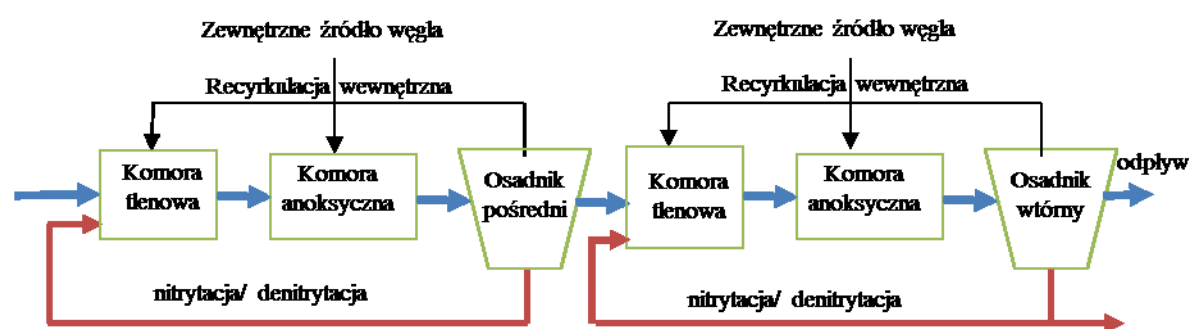 Zewnętrzne źródło węgla
Zewnętrzne źródło węgla
Recyrkulacja wewnętrzna
Recyrkulacja wewnętrzna
Komora
tlenowa
Komora
anoksyczna
Osadnik
pośredni
Komora
tlenowa
Komora
anoksyczna
Osadnik
wtórny
odpływ
nitrytacja/ denitrytacja
nitrytacja/ denitrytacja